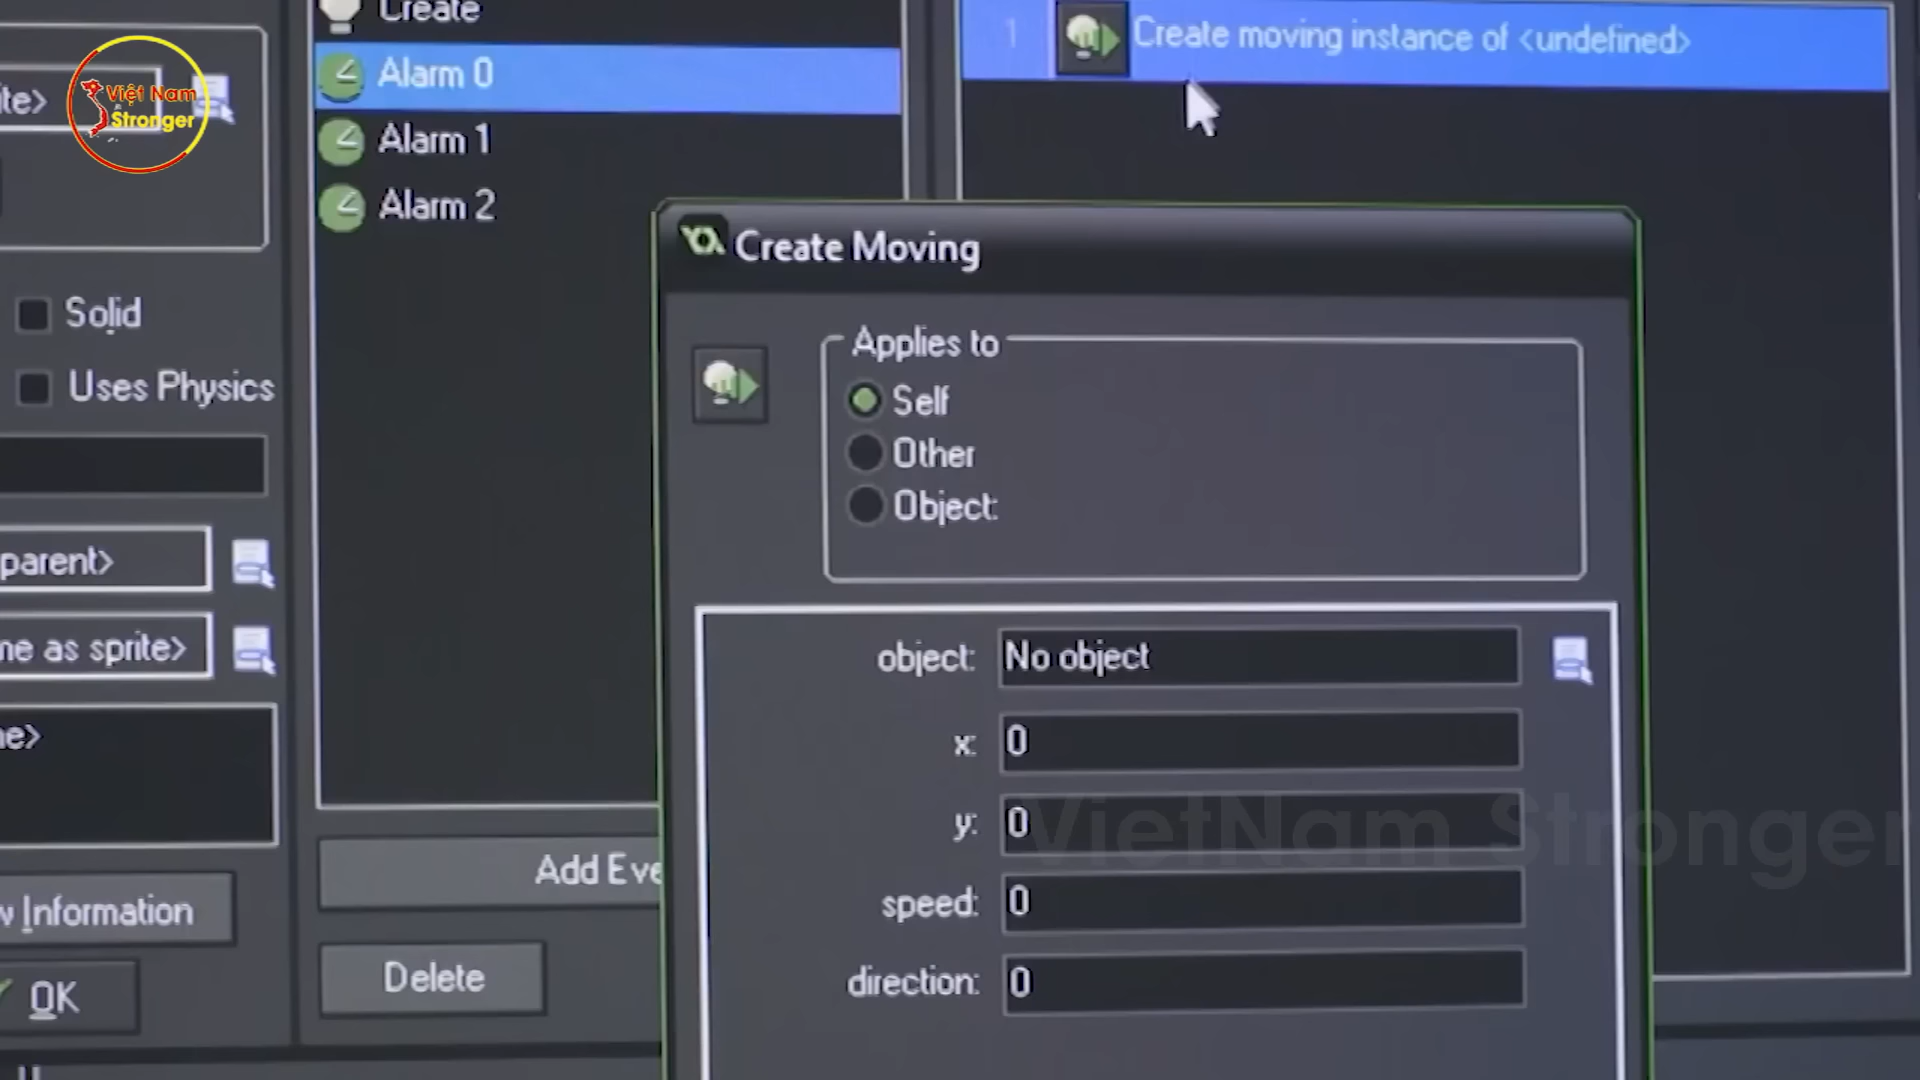 Create
1 Create moving instance of <undefined>
ite>
Việt Nam
Stronger
Alarm 0
Alarm 1
Alarm 2
Create Moving
Solid
Applies to
Uses Physics
Self
Other
Object:
parent>
object: No object
me as sprite>
x: 0
ne>
y: 0
VietNam Stronger
Add Eve
speed: 0
w Information
direction: 0
Delete
OK